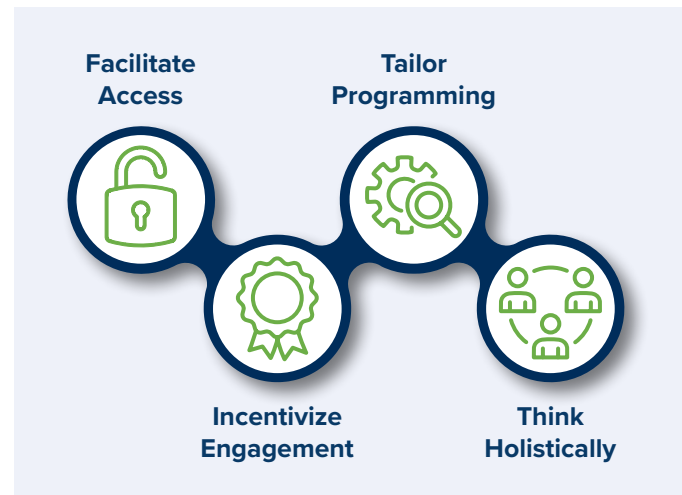 Facilitate
Access
Tailor
Programming
Incentivize
Engagement
Think
Holistically